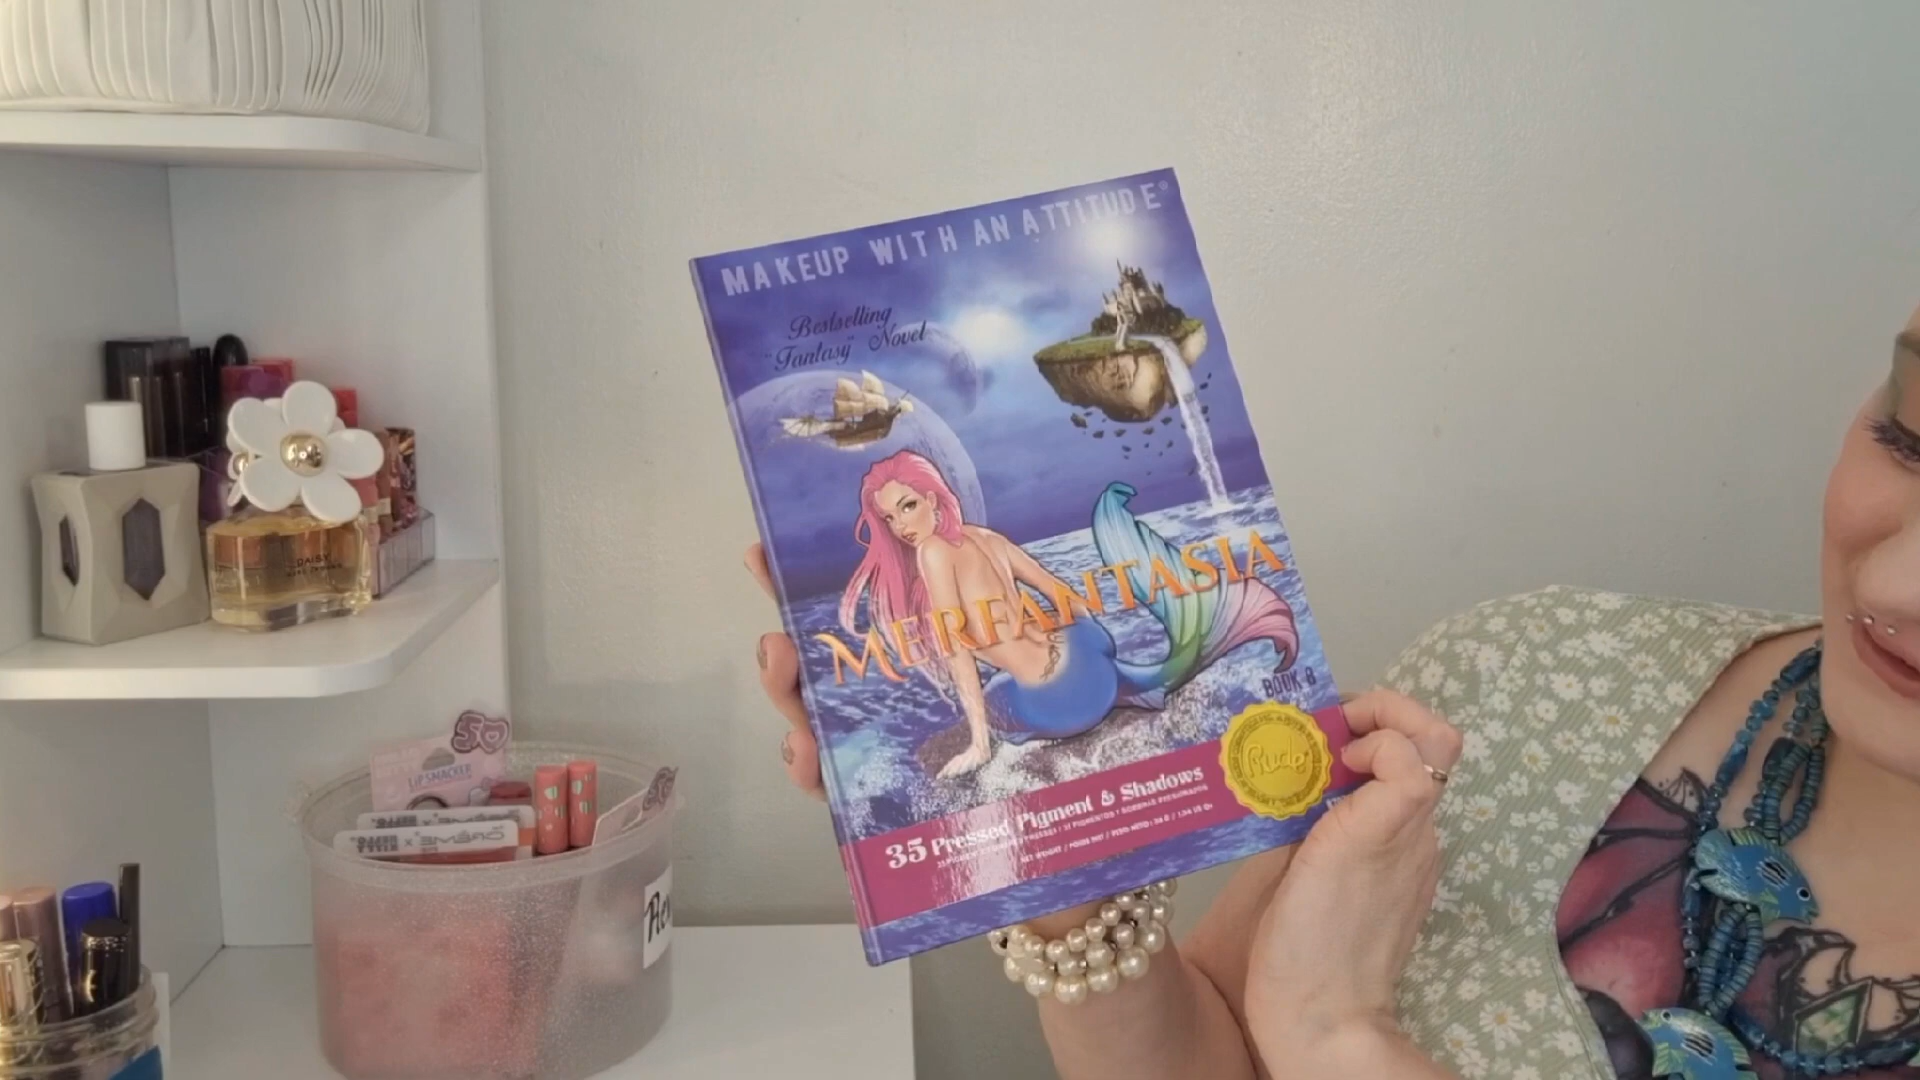 MAKEUP WITH AN ATTITUDE®
Bestselling
"Fantasy" Novel
MERFANTASIA
BOOK 8
Rude
35 Pressed Pigment & Shadows
DAISY
LIP SMACKER